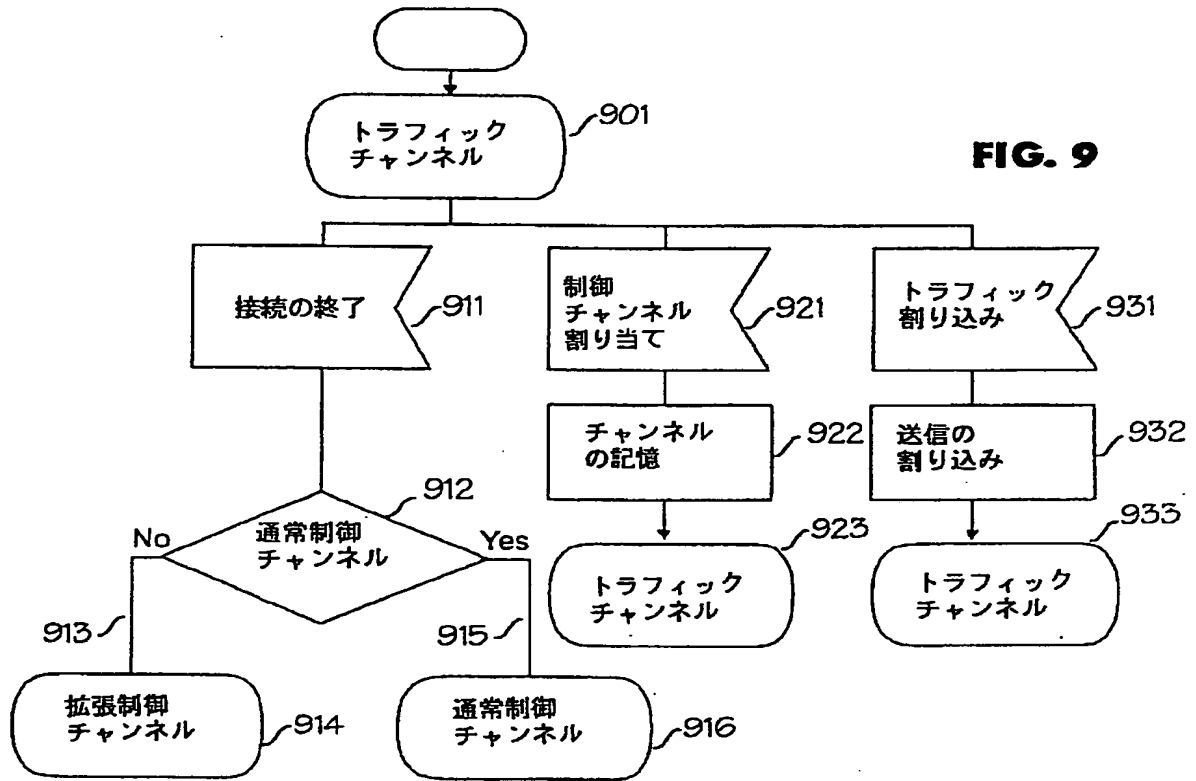 トラフィック
チャンネル
901
FIG. 9
接続の終了
911
制御
チャンネル
割り当て
921
トラフィック
割り込み
931
チャンネル
の記憶
922
送信の
割り込み
932
912
通常制御
チャンネル
No
Yes
923
トラフィック
チャンネル
933
トラフィック
チャンネル
913
915
拡張制御
チャンネル
914
通常制御
チャンネル
916